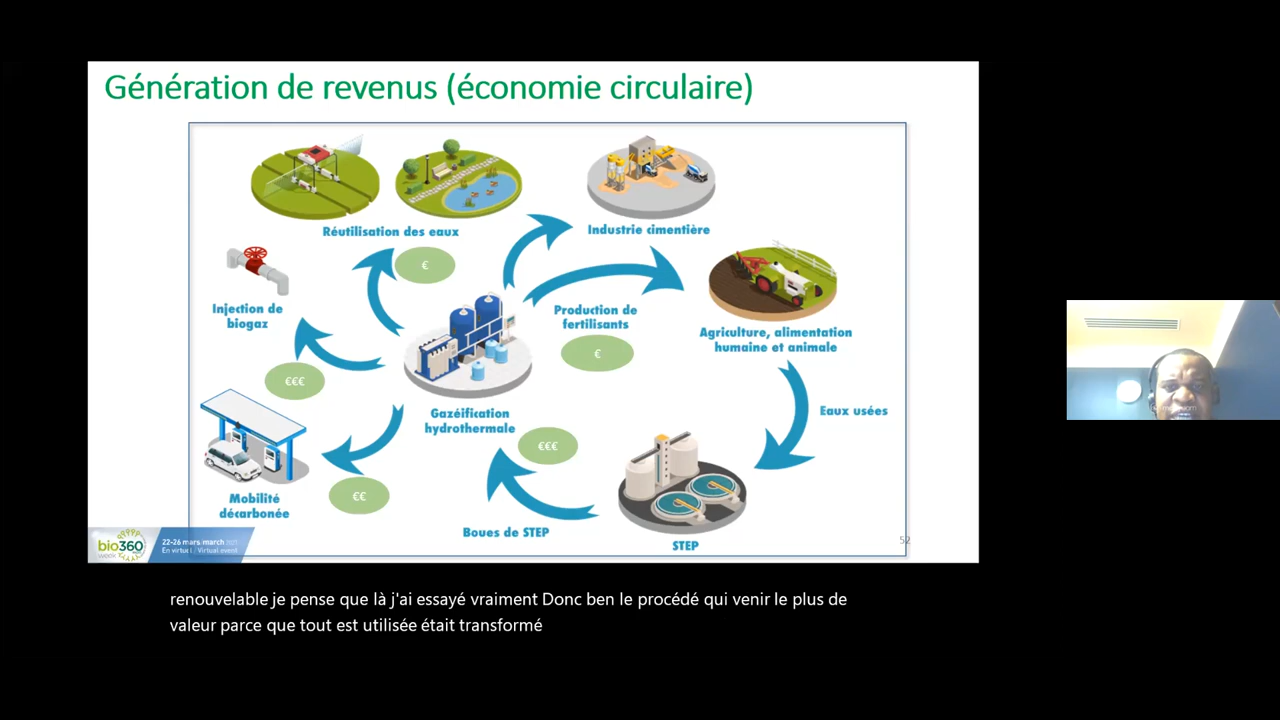 Génération de revenus (économie circulaire)
Réutilisation des eaux
Industrie cimentière
€
Injection de
biogaz
Production de
fertilisants
€
Agriculture, alimentation
humaine et animale
€€€
Gazéification
hydrothermale
€€€
Eaux usées
Mobilité
décarbonée
€€
Boues de STEP
STEP
52
bio360
week
22-26 mars/march
En virtuel / Virtual event
renouvelable je pense que là j'ai essayé vraiment Donc ben le procédé qui venir le plus de
valeur parce que tout est utilisée était transformé